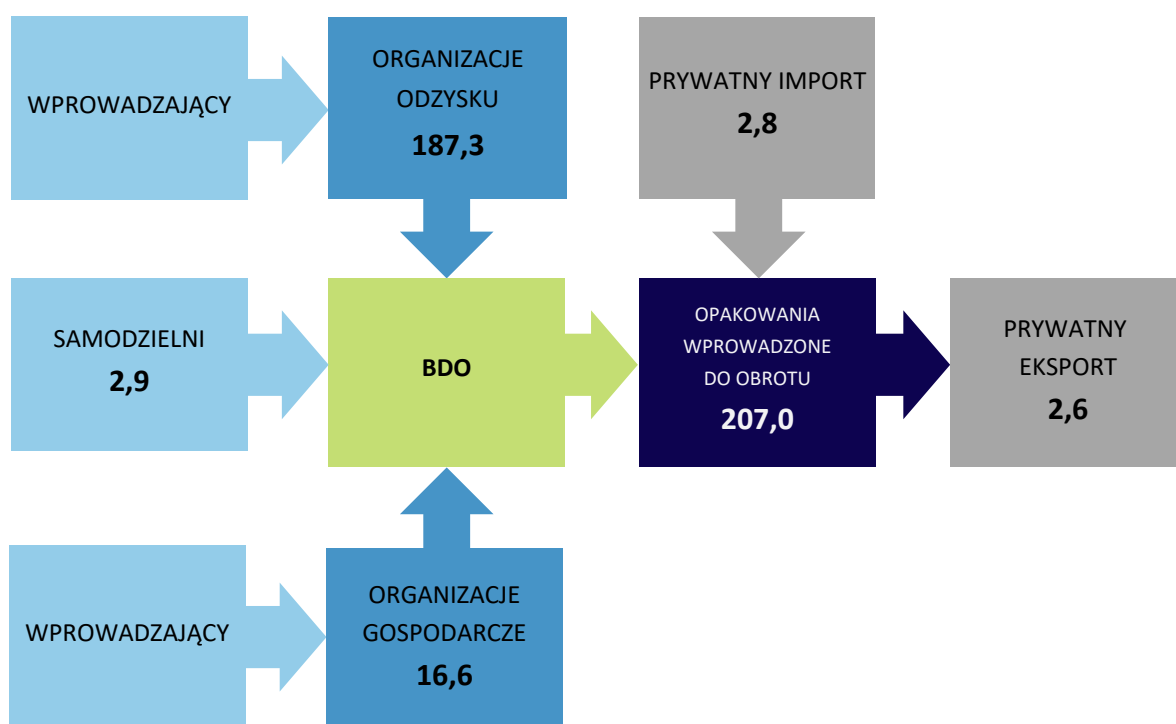 WPROWADZAJĄCY
ORGANIZACJE
ODZYSKU
187,3
PRYWATNY IMPORT
2,8
SAMODZIELNI
2,9
BDO
OPAKOWANIA
WPROWADZONE
DO OBROTU
207,0
PRYWATNY
EKSPORT
2,6
WPROWADZAJĄCY
ORGANIZACJE
GOSPODARCZE
16,6